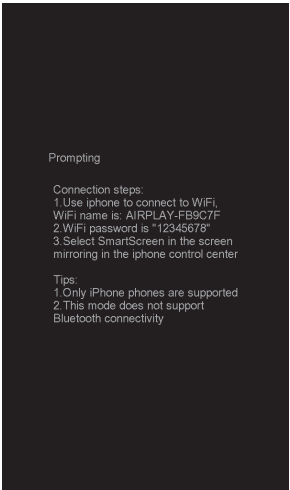 Prompting
Connection steps:
1.Use iphone to connect to WiFi,
WiFi name is: AIRPLAY-FB9C7F
2.WiFi password is "12345678"
3.Select SmartScreen in the screen
mirroring in the iphone control center
Tips:
1.Only iPhone phones are supported
2.This mode does not support
Bluetooth connectivity